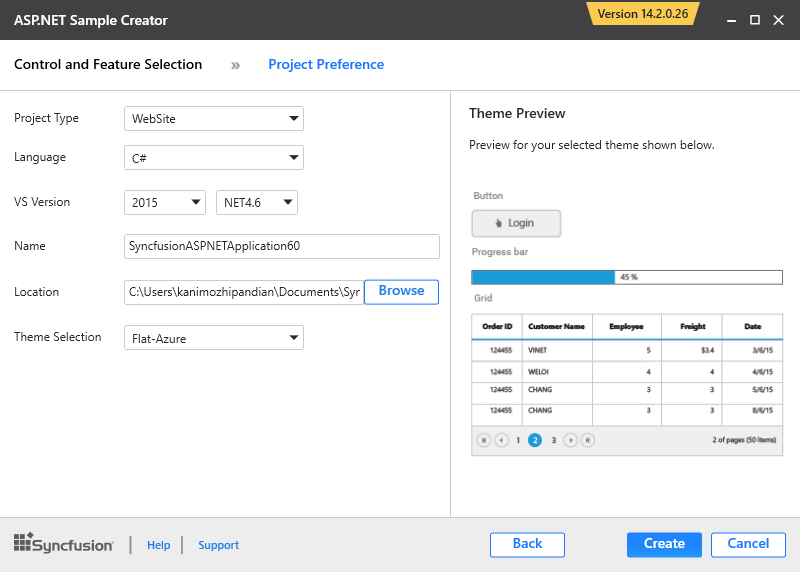 ASP.NET Sample Creator
Version 14.2.0.26
Control and Feature Selection » Project Preference
Project Type WebSite
Language C#
VS Version 2015 NET4.6
Name SyncfusionASPNETApplication60
Location C:\Users\kanimozhipandian\Documents\Syr Browse
Theme Selection Flat-Azure
Theme Preview
Preview for your selected theme shown below.
Button
Login
Progress bar
45 %
Grid
Order ID Customer Name Employee Freight Date
124455 VINET 5 $3.4 3/6/15
124455 WELOI 4 4 4/6/15
124455 CHANG 3 3 5/6/15
124455 CHANG 3 3 8/6/15
1 2 3 2 of pages (50 items)
Syncfusion Help Support Back Create Cancel